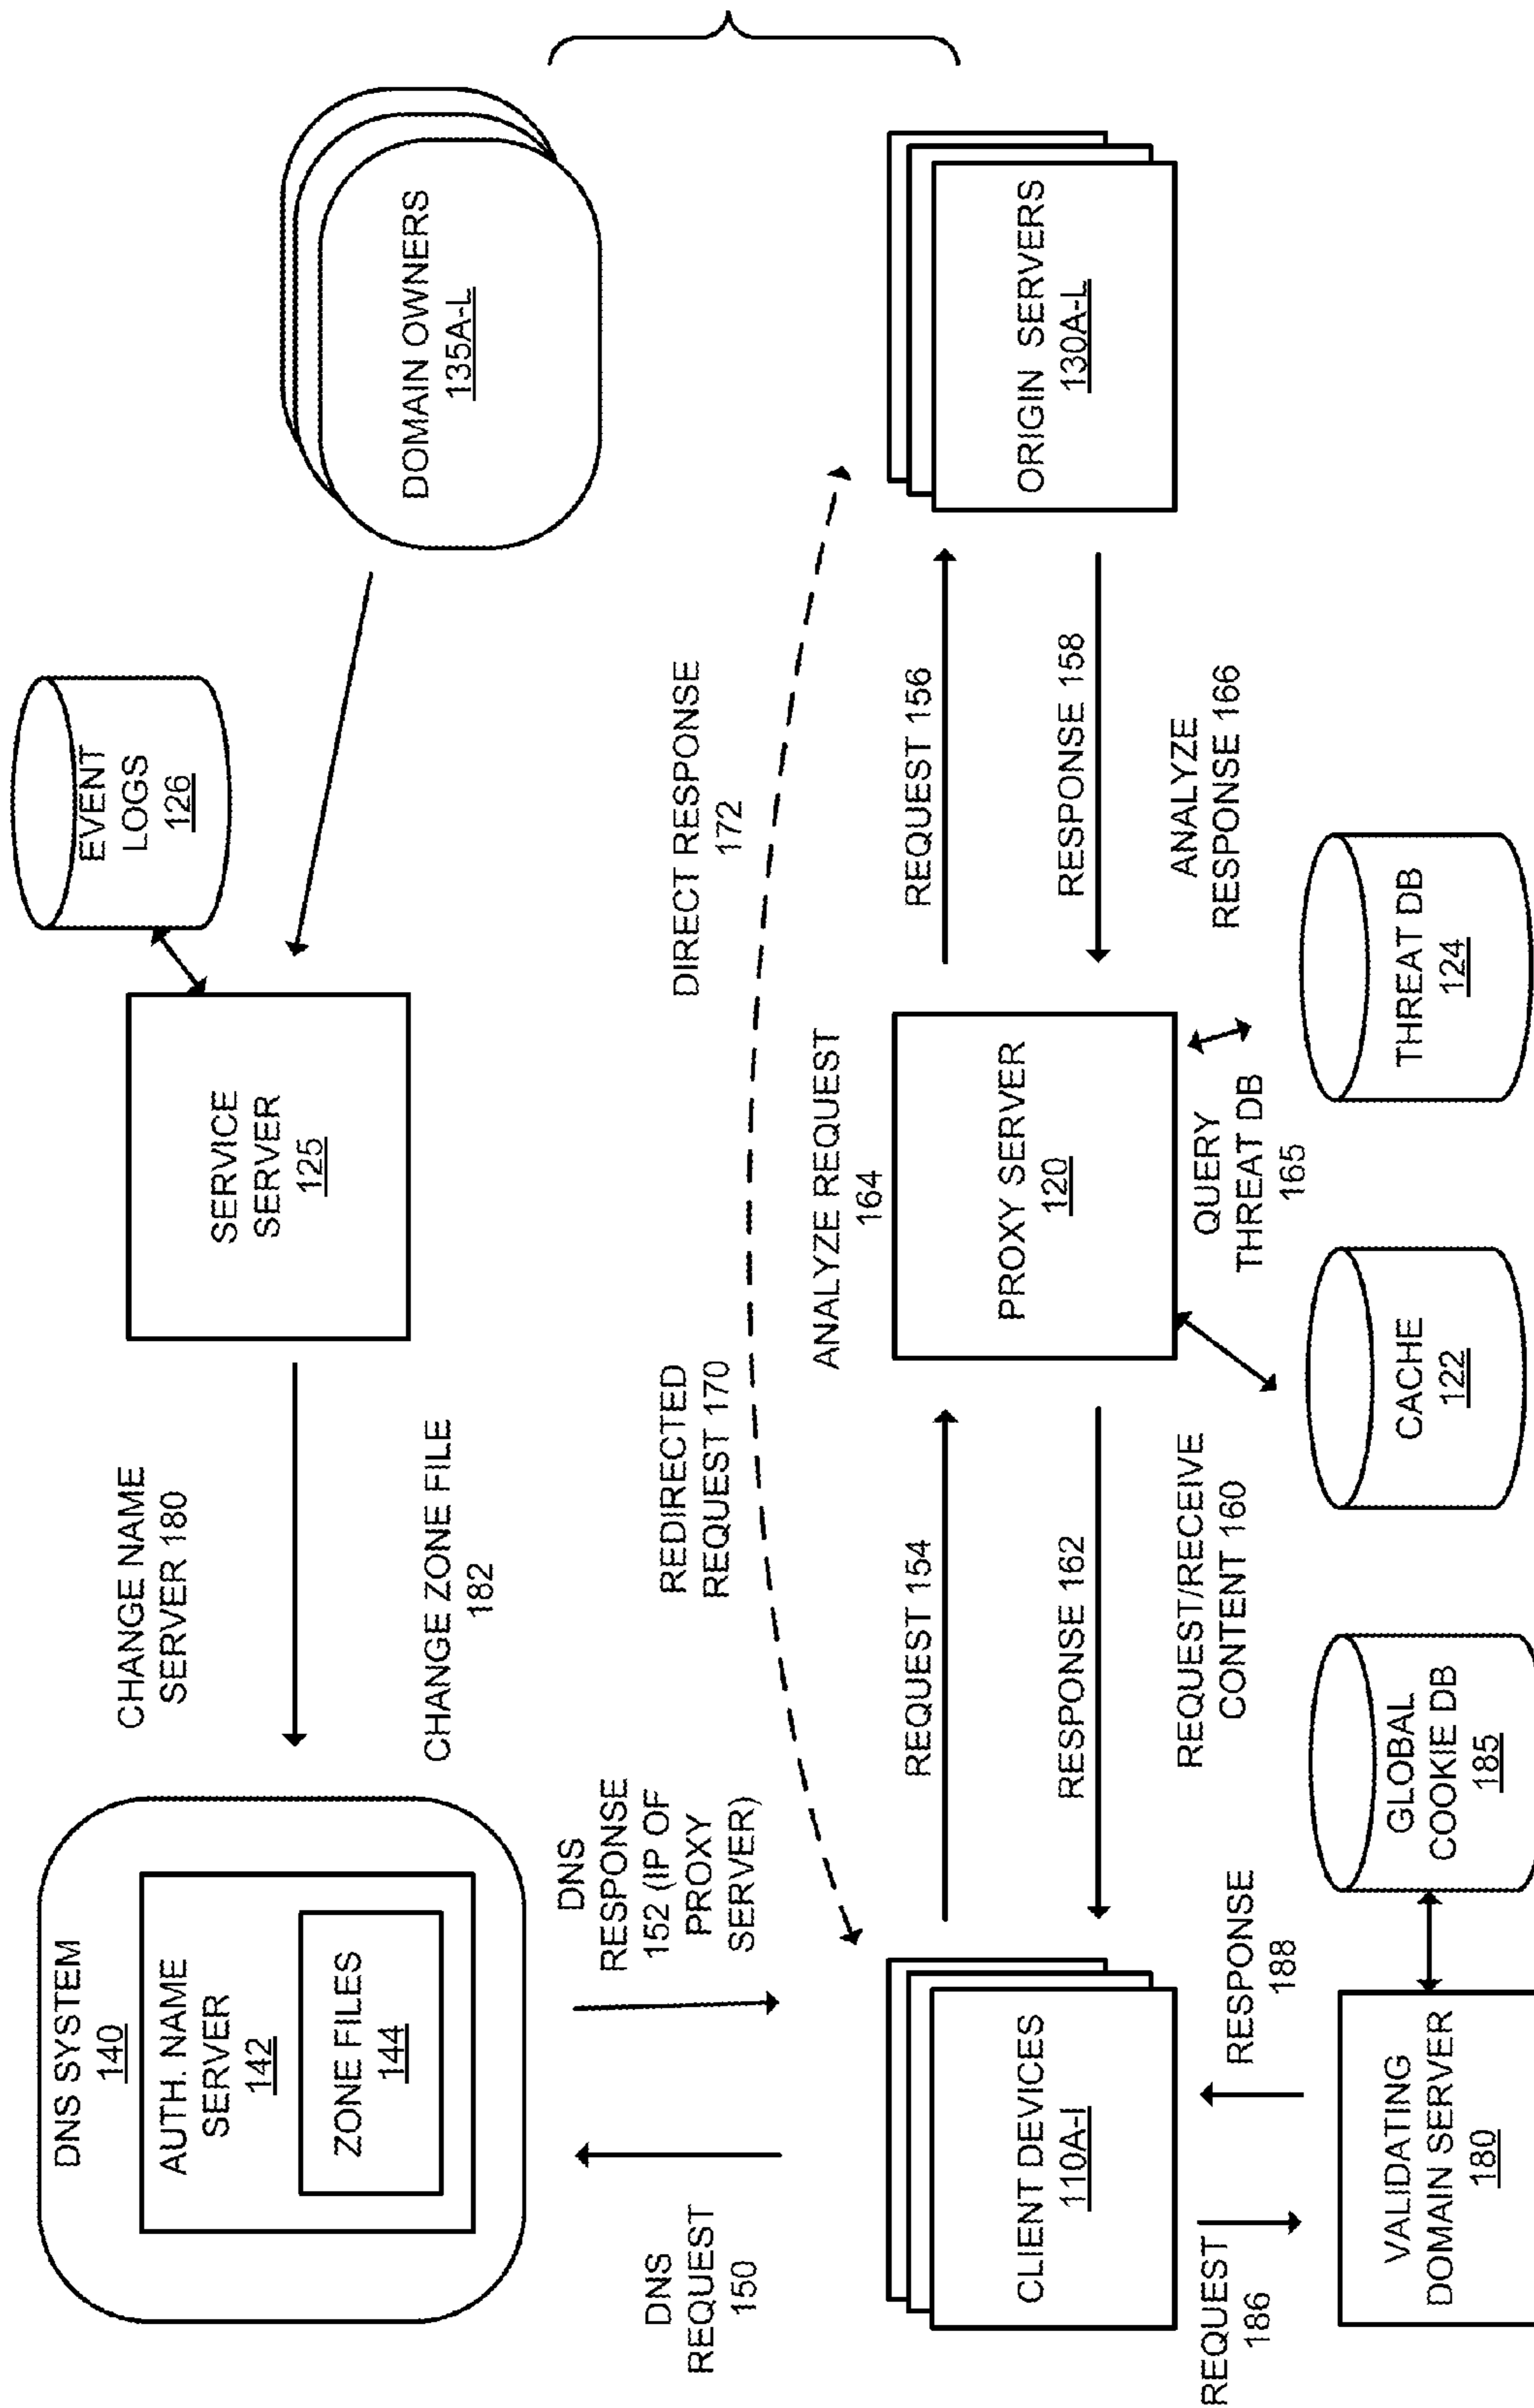 DNS SYSTEM
140
AUTH. NAME
SERVER
142
ZONE FILES
144
CHANGE NAME
SERVER 180
CHANGE ZONE FILE
182
SERVICE
SERVER
125
EVENT
LOGS
126
DOMAIN OWNERS
135A-L
DNS
REQUEST
150
DNS
RESPONSE
152 (IP OF
PROXY
SERVER)
REDIRECTED
REQUEST 170
DIRECT RESPONSE
172
CLIENT DEVICES
110A-I
REQUEST 154
RESPONSE 162
ANALYZE REQUEST
164
PROXY SERVER
120
REQUEST 156
RESPONSE 158
ORIGIN SERVERS
130A-L
REQUEST
186
RESPONSE
188
REQUEST/RECEIVE
CONTENT 160
QUERY
THREAT DB
165
ANALYZE
RESPONSE 166
VALIDATING
DOMAIN SERVER
180
GLOBAL
COOKIE DB
185
CACHE
122
THREAT DB
124